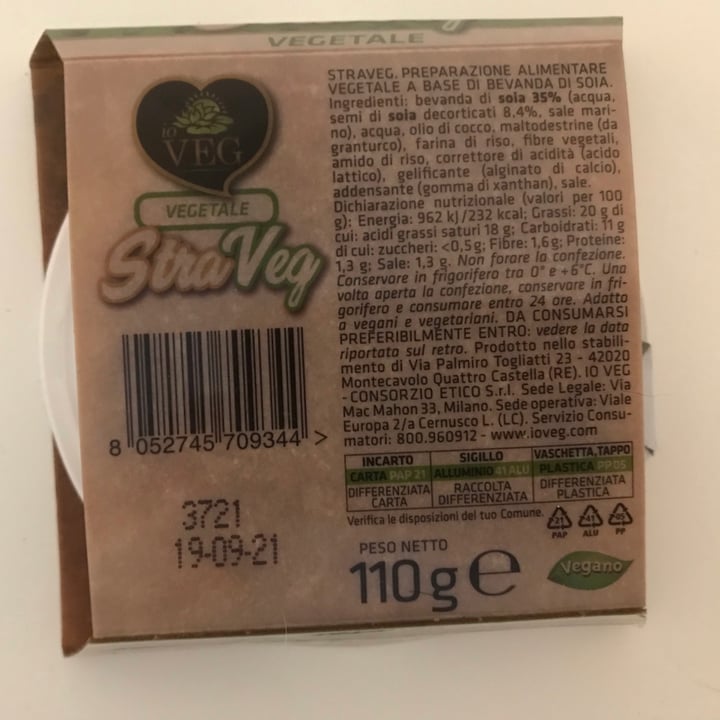 VEGETALE
IO
VEG
VEGETALE
StraVeg
8 052745 709344 >
3721
19-09-21
STRAVEG. PREPARAZIONE ALIMENTARE
VEGETALE A BASE DI BEVANDA DI SOIA.
Ingredienti: bevanda di soia 35% (acqua,
semi di soia decorticati 8,4%, sale mari-
no), acqua, olio di cocco, maltodestrine (da
granturco), farina di riso, fibre vegetali,
amido di riso, correttore di acidità (acido
lattico), gelificante (alginato di calcio),
addensante (gomma di xanthan), sale.
Dichiarazione nutrizionale (valori per 100
g): Energia: 962 kJ/232 kcal; Grassi: 20 g di
cui: acidi grassi saturi 18 g; Carboidrati: 11 g
di cui: zuccheri: <0,5g; Fibre: 1,6g; Proteine:
1,3 g; Sale: 1,3 g. Non forare la confezione.
Conservare in frigorifero tra 0° e +6°C. Una
volta aperta la confezione, conservare in fri-
gorifero e consumare entro 24 ore. Adatto
a vegani e vegetariani. DA CONSUMARSI
PREFERIBILMENTE ENTRO: vedere la data
riportata sul retro. Prodotto nello stabili-
mento di Via Palmiro Togliatti 23 - 42020
Montecavolo Quattro Castella (RE). IO VEG
- CONSORZIO ETICO S.r.l. Sede Legale: Via
Mac Mahon 33, Milano. Sede operativa: Viale
Europa 2/a Cernusco L. (LC). Servizio Consu-
matori: 800.960912 - www.ioveg.com
INCARTO SIGILLO VASCHETTA,TAPPO
CARTA PAP 21 ALLUMINIO 41 ALU PLASTICA PP 05
DIFFERENZIATA RACCOLTA DIFFERENZIATA
CARTA DIFFERENZIATA PLASTICA
Verifica le disposizioni del tuo Comune.
21 41 05
PAP ALU PP
PESO NETTO
110 g e
Vegano